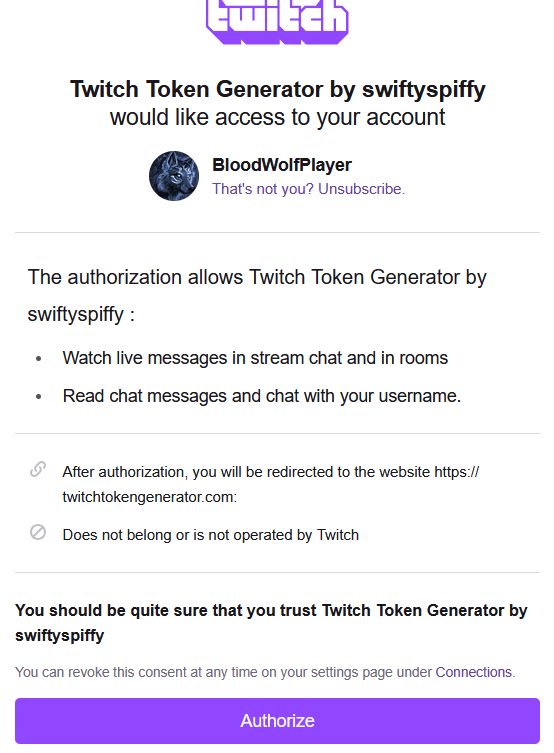 twitch
Twitch Token Generator by swiftyspiffy
would like access to your account
BloodWolfPlayer
That's not you? Unsubscribe.
The authorization allows Twitch Token Generator by
swiftyspiffy :
• Watch live messages in stream chat and in rooms
• Read chat messages and chat with your username.
After authorization, you will be redirected to the website https://
twitchtokengenerator.com:
Does not belong or is not operated by Twitch
You should be quite sure that you trust Twitch Token Generator by
swiftyspiffy
You can revoke this consent at any time on your settings page under Connections.
Authorize